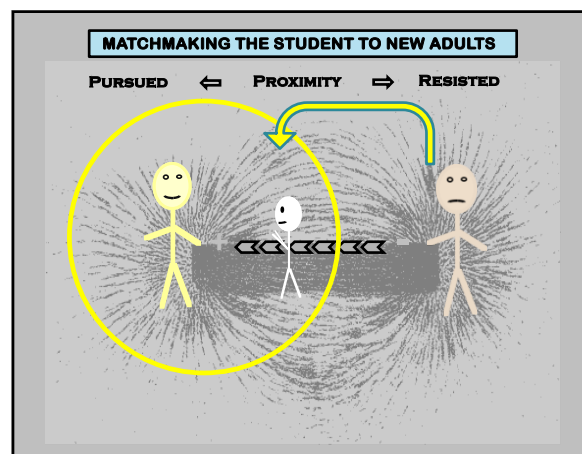 MATCHMAKING THE STUDENT TO NEW ADULTS
PURSUED ⇐ PROXIMITY ⇒ RESISTED
+ –